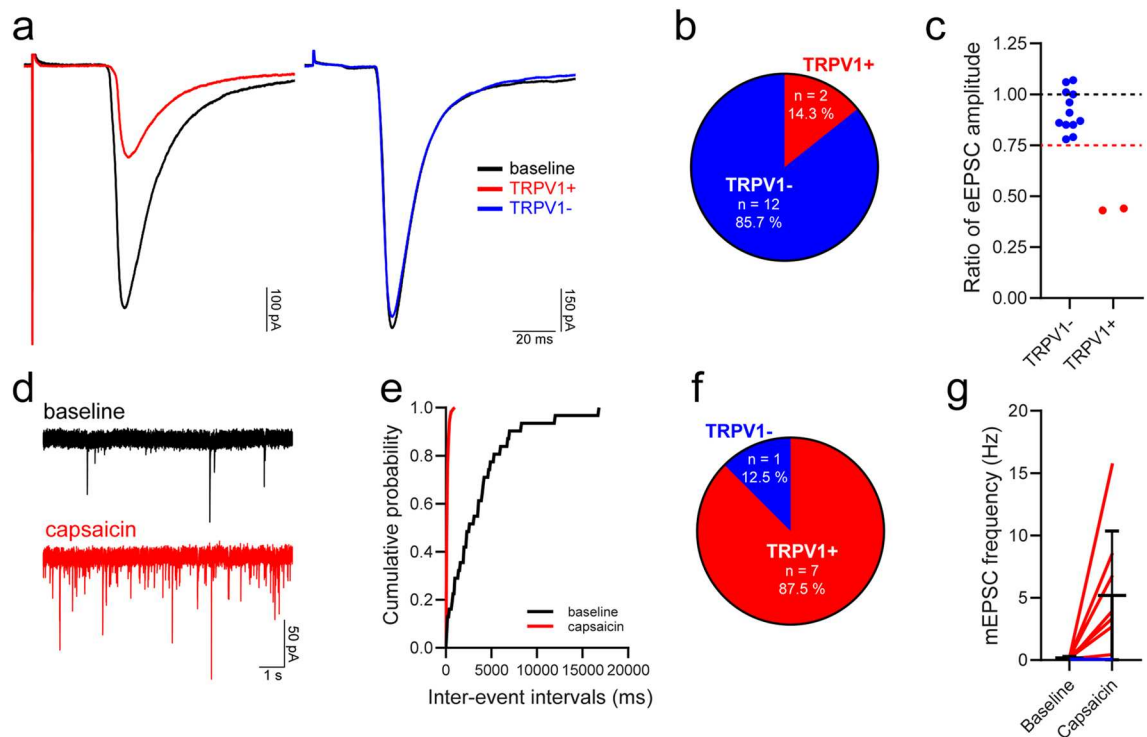 a
baseline
TRPV1+
TRPV1-
100 pA
150 pA
20 ms
b
TRPV1+
n = 2
14.3 %
TRPV1-
n = 12
85.7 %
c
Ratio of eEPSC amplitude
1.25
1.00
0.75
0.50
0.25
0.00
TRPV1-
TRPV1+
d
baseline
capsaicin
50 pA
1 s
e
Cumulative probability
1.0
0.8
0.6
0.4
0.2
0.0
baseline
capsaicin
0
5000
10000
15000
20000
Inter-event intervals (ms)
f
TRPV1-
n = 1
12.5 %
TRPV1+
n = 7
87.5 %
g
mEPSC frequency (Hz)
20
15
10
5
0
Baseline
Capsaicin